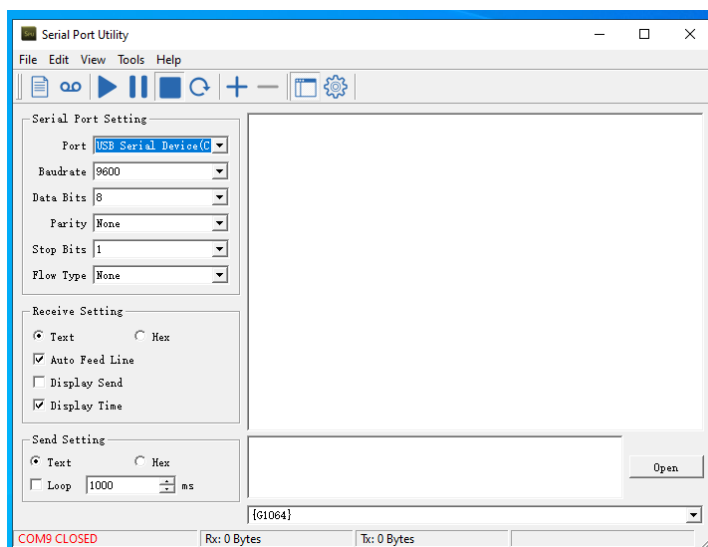 Serial Port Utility
File Edit View Tools Help
Serial Port Setting
Port USB Serial Device(C
Baudrate 9600
Data Bits 8
Parity None
Stop Bits 1
Flow Type None
Receive Setting
Text Hex
Auto Feed Line
Display Send
Display Time
Send Setting
Text Hex
Loop 1000 ms
Open
{G1064}
COM9 CLOSED Rx: 0 Bytes Tx: 0 Bytes